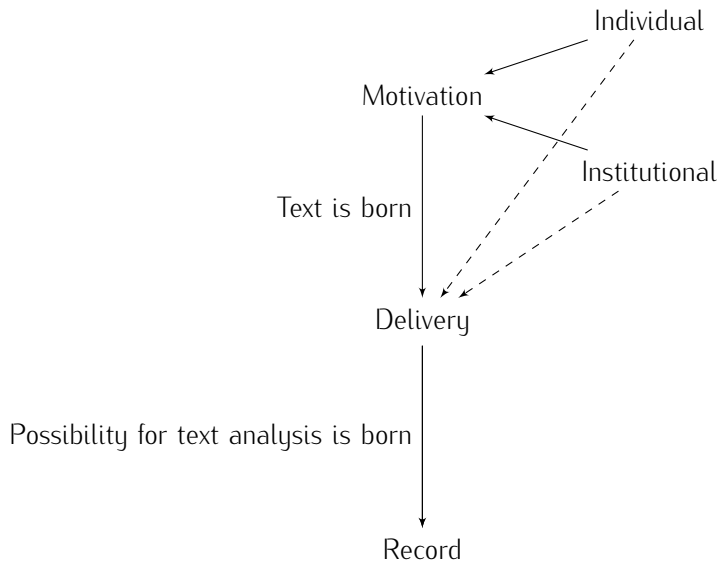 Individual
Motivation
Institutional
Text is born
Delivery
Possibility for text analysis is born
Record